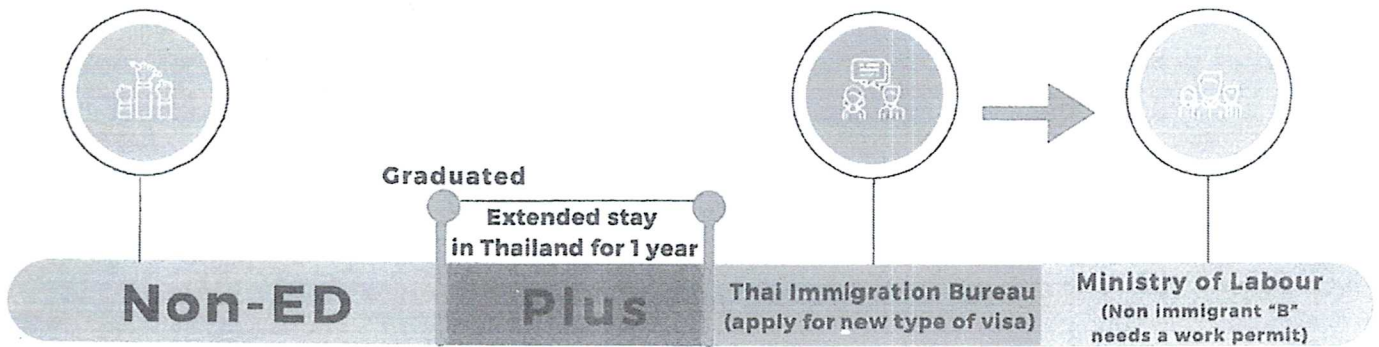 Graduated
Extended stay
in Thailand for 1 year
Non-ED
Plus
Thai Immigration Bureau
(apply for new type of visa)
Ministry of Labour
(Non immigrant "B"
needs a work permit)